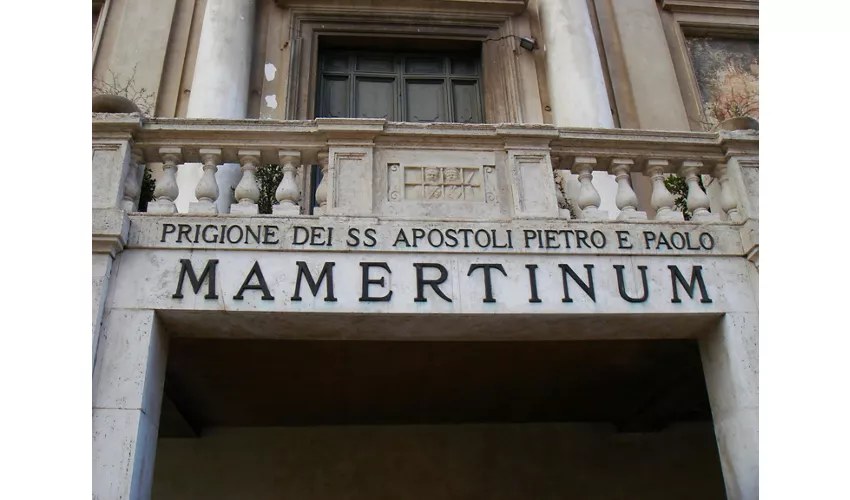 PRIGIONE DEI SS APOSTOLI PIETRO E PAOLO
MAMERTINUM